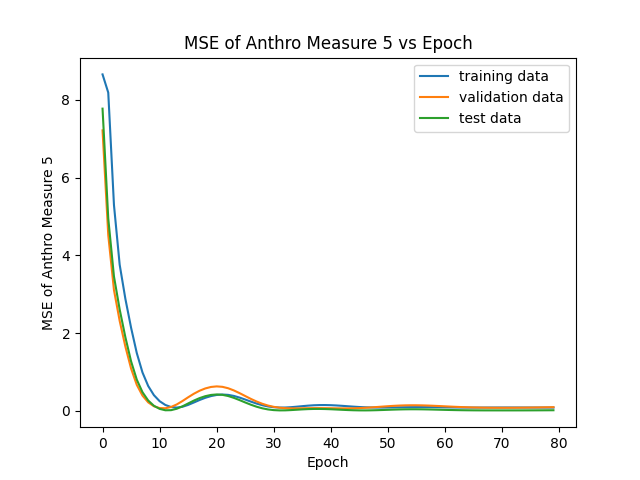 MSE of Anthro Measure 5 vs Epoch
training data
validation data
test data
MSE of Anthro Measure 5
8
6
4
2
0
0 10 20 30 40 50 60 70 80
Epoch